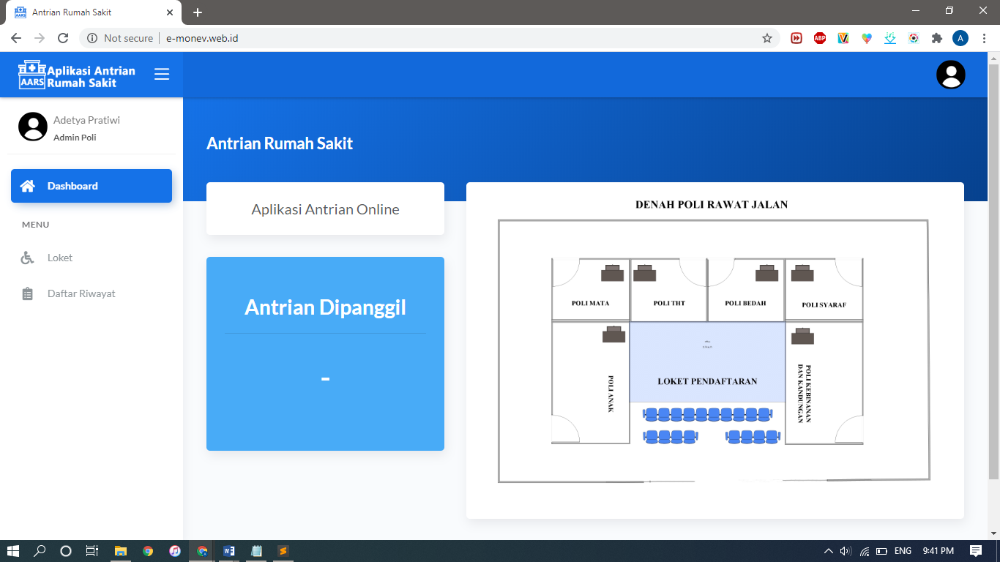 Antrian Rumah Sakit
Not secure
e-monev.web.id
ABP
A
AARS
Aplikasi Antrian
Rumah Sakit
Adetya Pratiwi
Admin Poli
Dashboard
MENU
Loket
Daftar Riwayat
Antrian Rumah Sakit
Aplikasi Antrian Online
Antrian Dipanggil
-
DENAH POLI RAWAT JALAN
POLI MATA
POLI THT
POLI BEDAH
POLI SYARAF
POLI ANAK
LOKET PENDAFTARAN
POLI KEBINANAN
DAN KANDUNGAN
ENG
9:41 PM